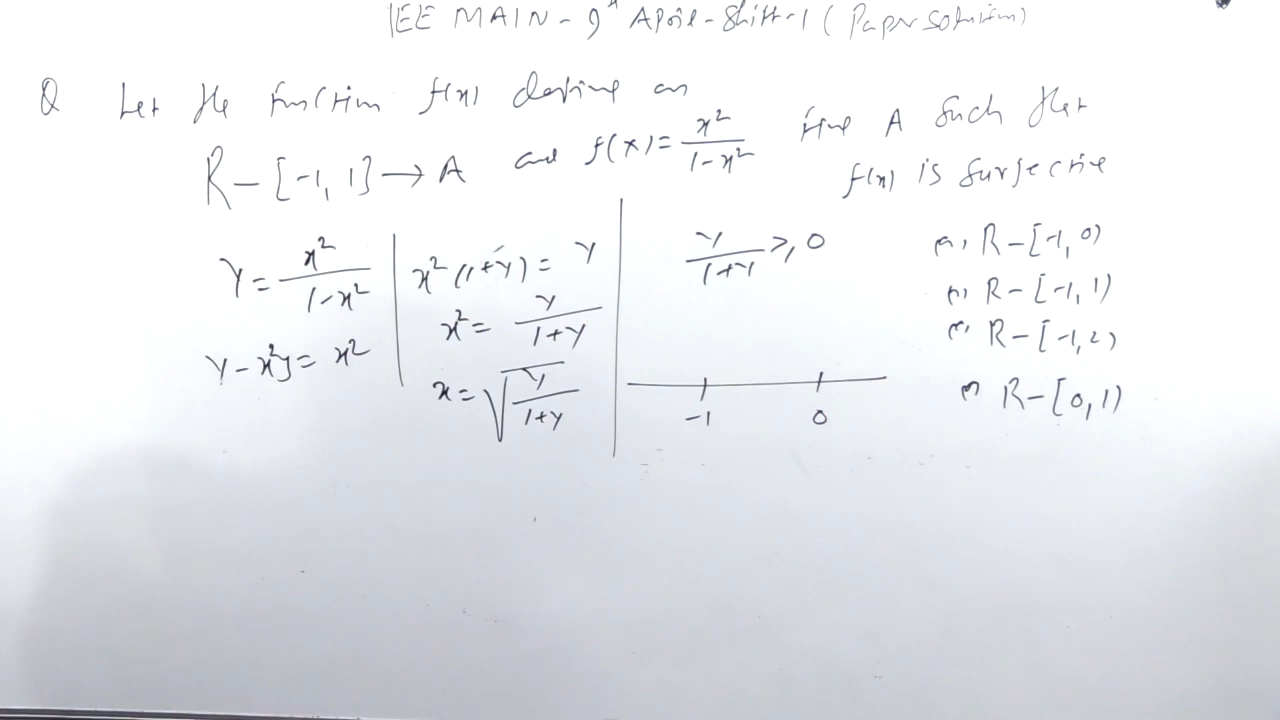 JEE MAIN - 9th April - Shift-1 (Paper solution)
Q Let the function f(x) define on
R - [-1, 1] → A and f(x) = x²/(1-x²) find A Such that
f(x) is Surjective
Y = x²/(1-x²)
Y - x²y = x²
x²(1+y) = y
x² = y/(1+y)
x = √(y/(1+y))
y/(1+y) ≥ 0
-1 0
R - [-1, 0)
R - [-1, 1)
R - [-1, 2)
R - [0, 1)